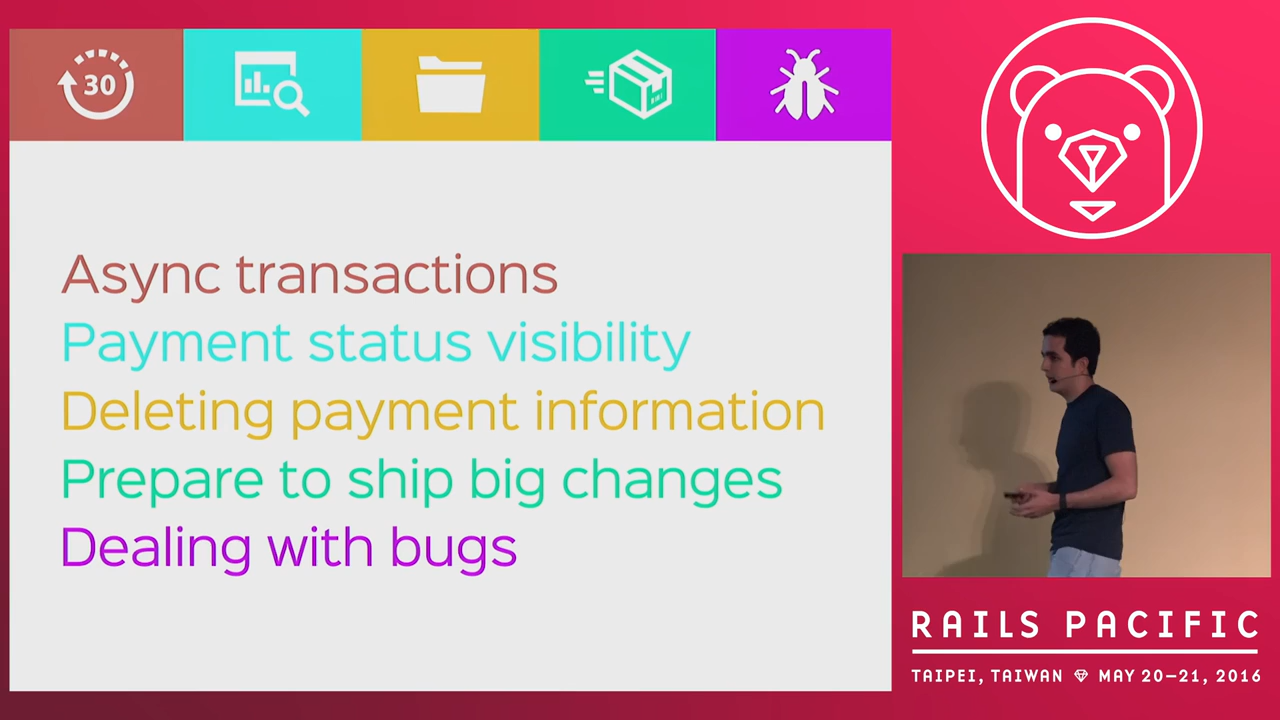 30
Async transactions
Payment status visibility
Deleting payment information
Prepare to ship big changes
Dealing with bugs
RAILS PACIFIC
TAIPEI, TAIWAN MAY 20–21, 2016